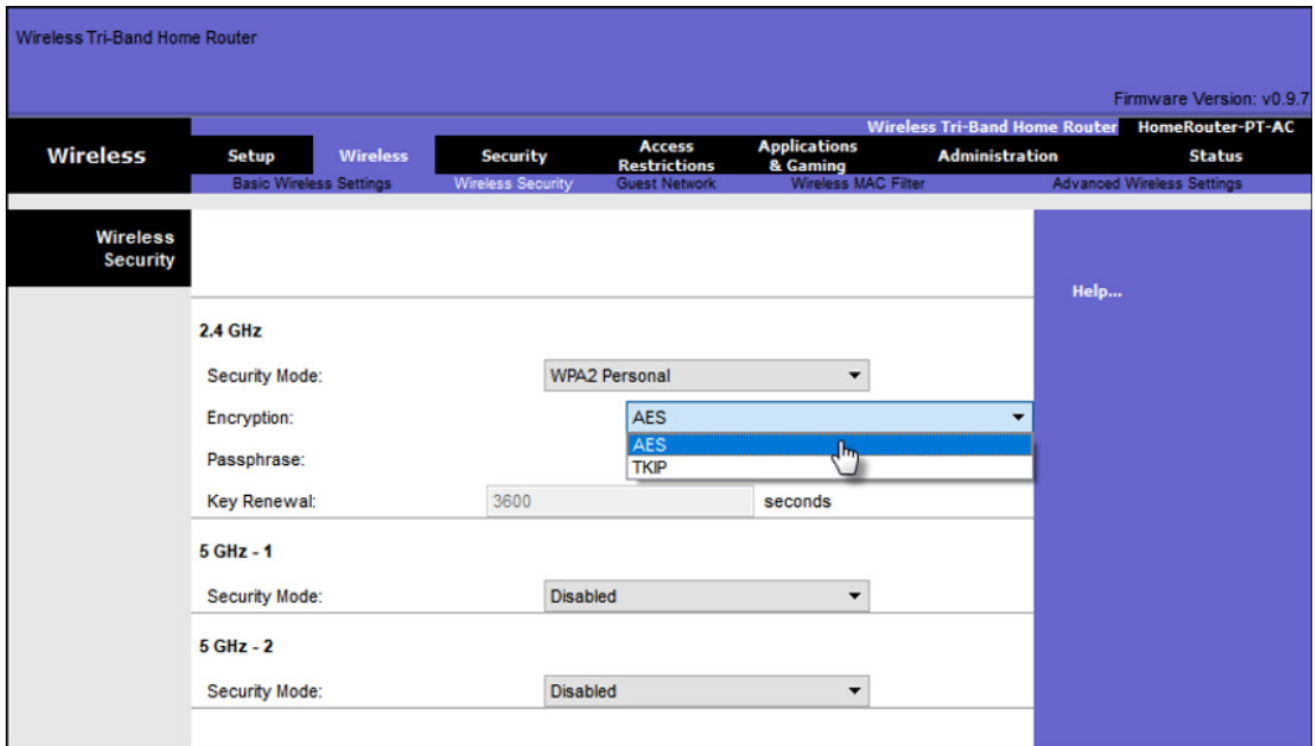 Wireless Tri-Band Home Router
Firmware Version: v0.9.7
Wireless Tri-Band Home Router HomeRouter-PT-AC
Wireless Setup Wireless Security Access Restrictions Applications & Gaming Administration Status
Basic Wireless Settings Wireless Security Guest Network Wireless MAC Filter Advanced Wireless Settings
Wireless
Security
Help...
2.4 GHz
Security Mode: WPA2 Personal
Encryption: AES
AES
TKIP
Passphrase:
Key Renewal: 3600 seconds
5 GHz - 1
Security Mode: Disabled
5 GHz - 2
Security Mode: Disabled